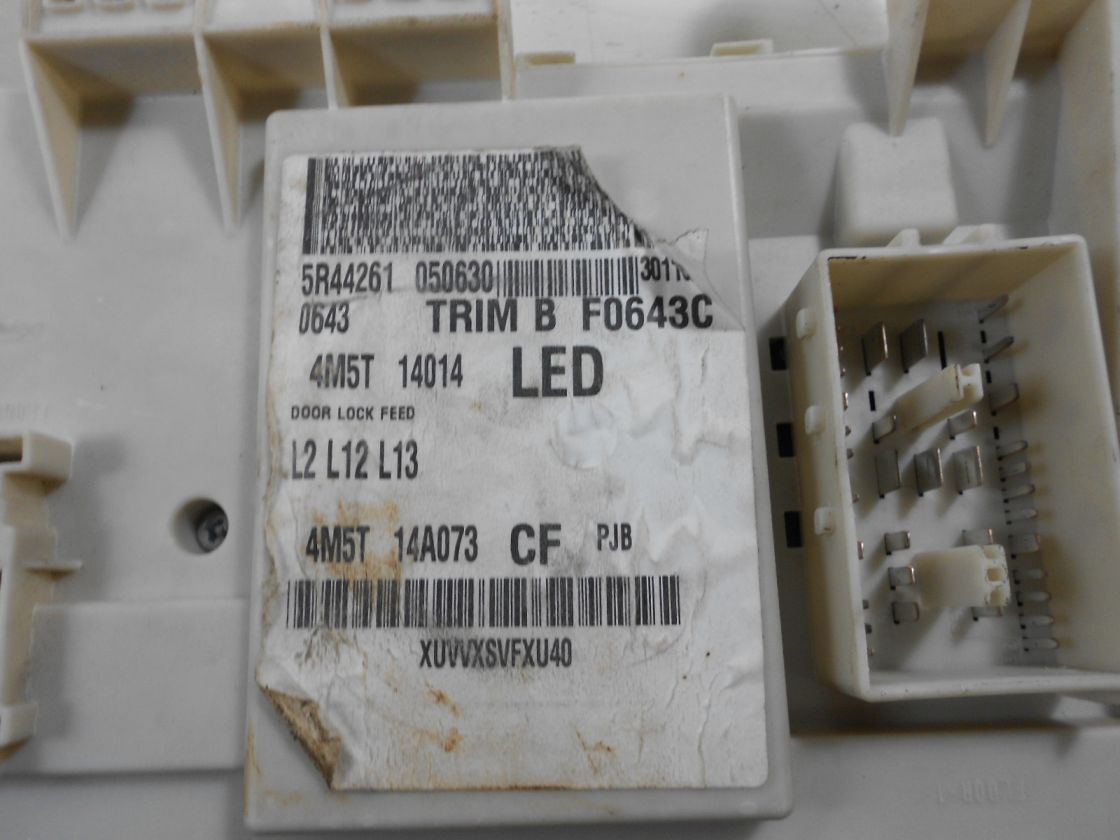 5R44261 050630
0643 TRIM B F0643C
4M5T 14014 LED
DOOR LOCK FEED
L2 L12 L13
4M5T 14A073 CF PJB
XUVVXSVFXU40